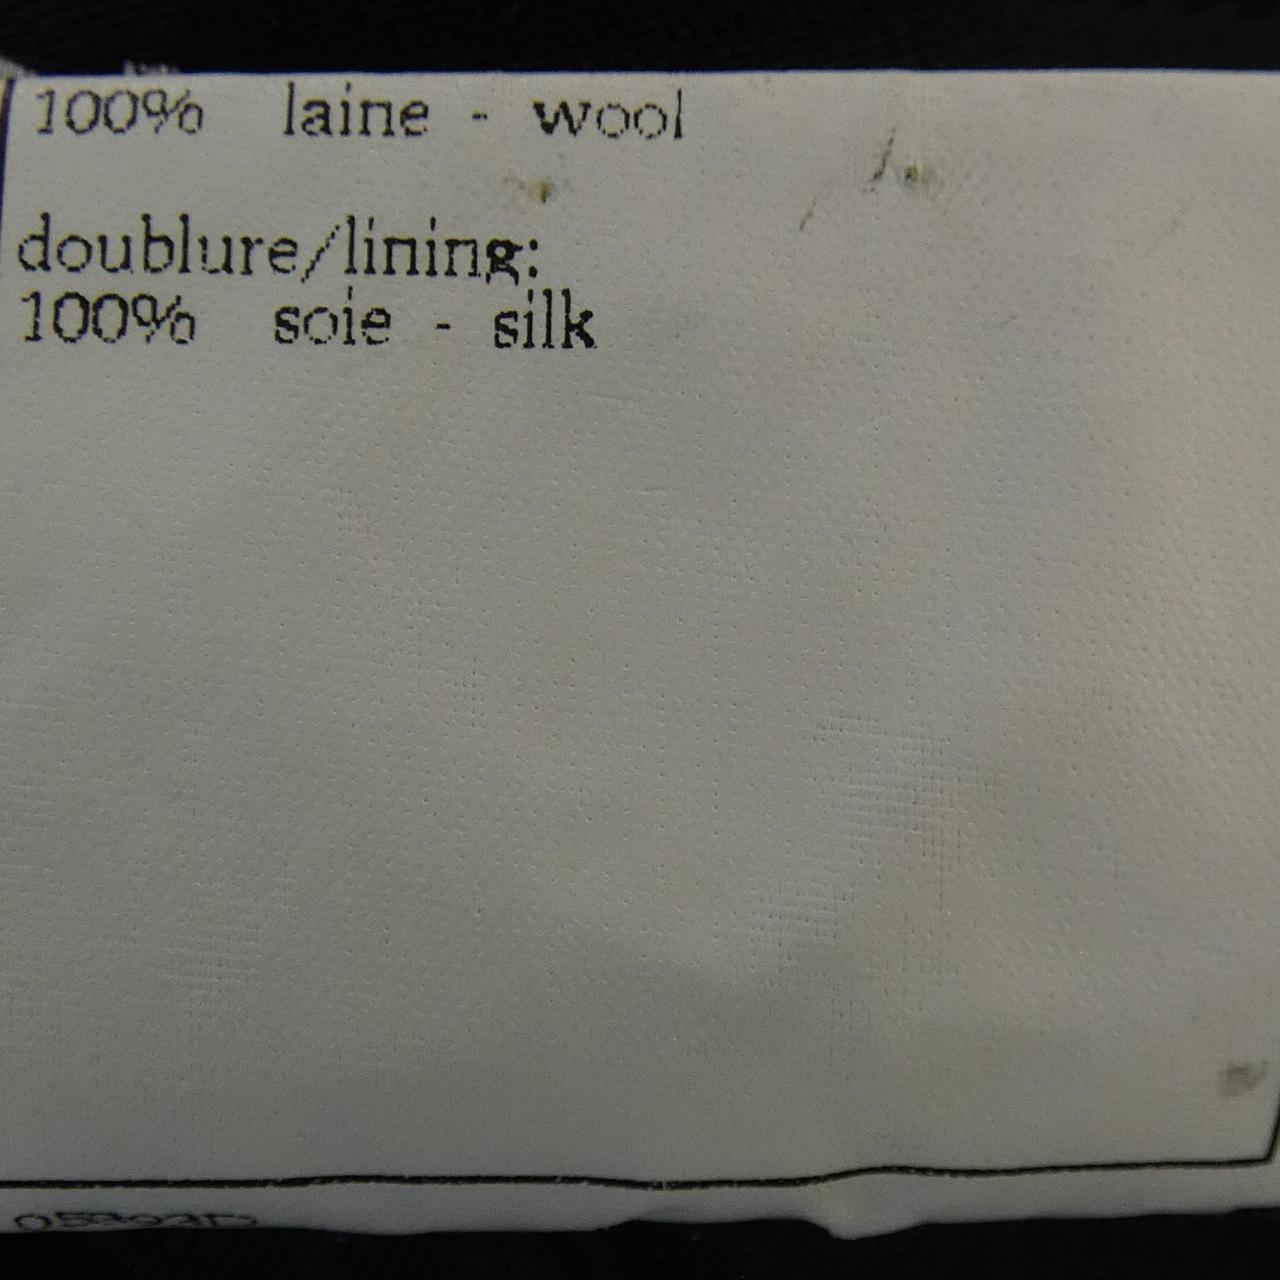 100% laine - wool
doublure/lining:
100% soie - silk